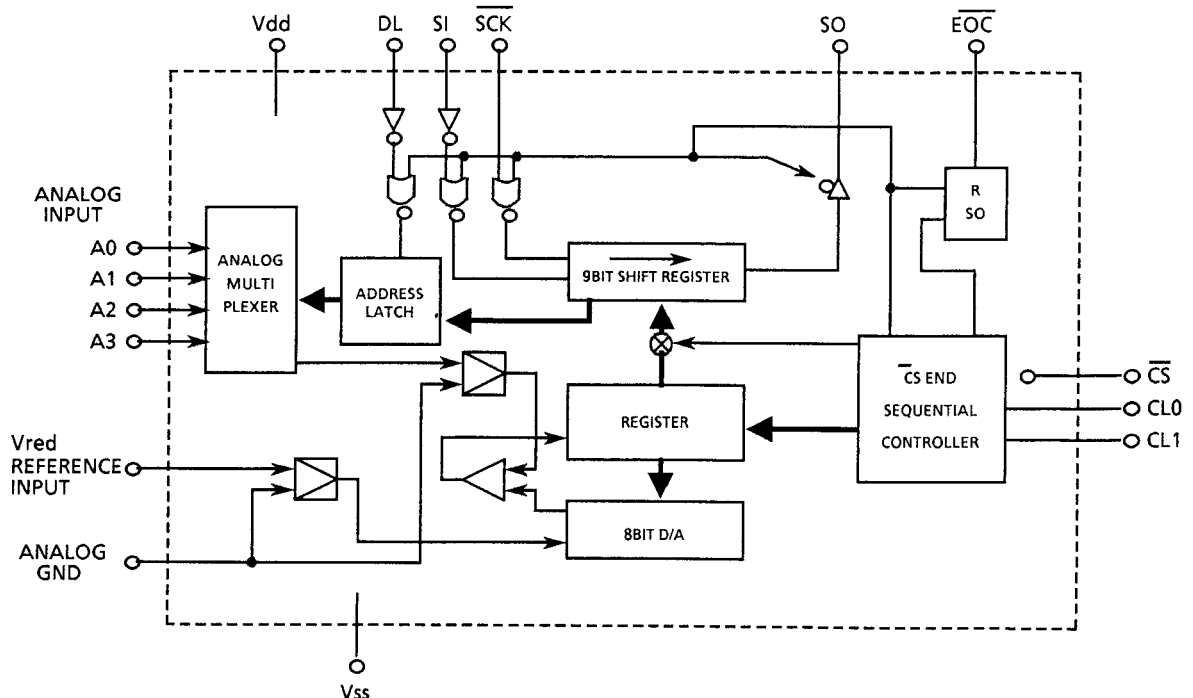 Vdd
DL
SI
SCK
SO
EOC
ANALOG
INPUT
A0
A1
A2
A3
ANALOG
MULTI
PLEXER
ADDRESS
LATCH
9BIT SHIFT REGISTER
R
SO
CS END
SEQUENTIAL
CONTROLLER
CS
CL0
CL1
REGISTER
8BIT D/A
Vred
REFERENCE
INPUT
ANALOG
GND
Vss